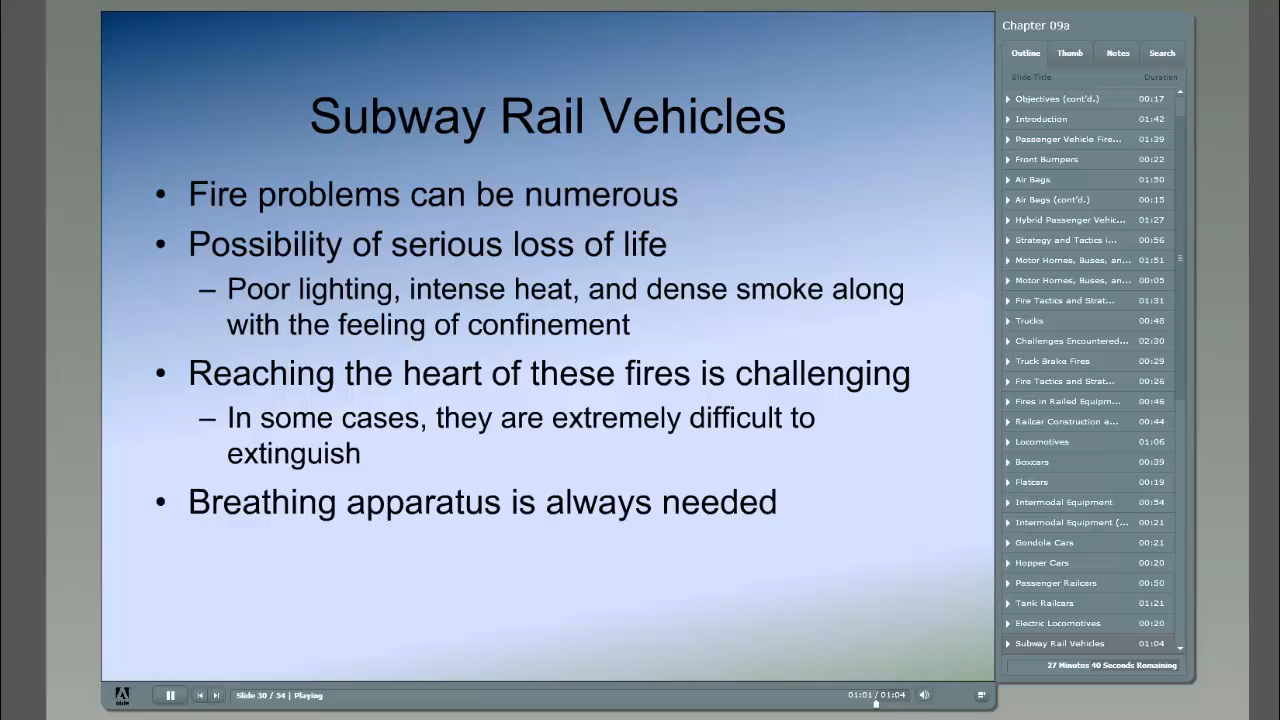 Subway Rail Vehicles
• Fire problems can be numerous
• Possibility of serious loss of life
– Poor lighting, intense heat, and dense smoke along
with the feeling of confinement
• Reaching the heart of these fires is challenging
– In some cases, they are extremely difficult to
extinguish
• Breathing apparatus is always needed
Adobe
Slide 30 / 54 | Playing
01:01 / 01:04
Chapter 09a
Outline Thumb Notes Search
Slide Title Duration
Objectives (cont'd.) 00:17
Introduction 01:42
Passenger Vehicle Fire... 01:39
Front Bumpers 00:22
Air Bags 01:50
Air Bags (cont'd.) 00:15
Hybrid Passenger Vehic... 01:27
Strategy and Tactics i... 00:56
Motor Homes, Buses, an... 01:51
Motor Homes, Buses, an... 00:05
Fire Tactics and Strat... 01:31
Trucks 00:48
Challenges Encountered... 02:30
Truck Brake Fires 00:29
Fire Tactics and Strat... 00:26
Fires in Railed Equipm... 00:46
Railcar Construction a... 00:44
Locomotives 01:06
Boxcars 00:39
Flatcars 00:19
Intermodal Equipment 00:54
Intermodal Equipment (... 00:21
Gondola Cars 00:21
Hopper Cars 00:20
Passenger Railcars 00:50
Tank Railcars 01:21
Electric Locomotives 00:20
Subway Rail Vehicles 01:04
27 Minutes 40 Seconds Remaining